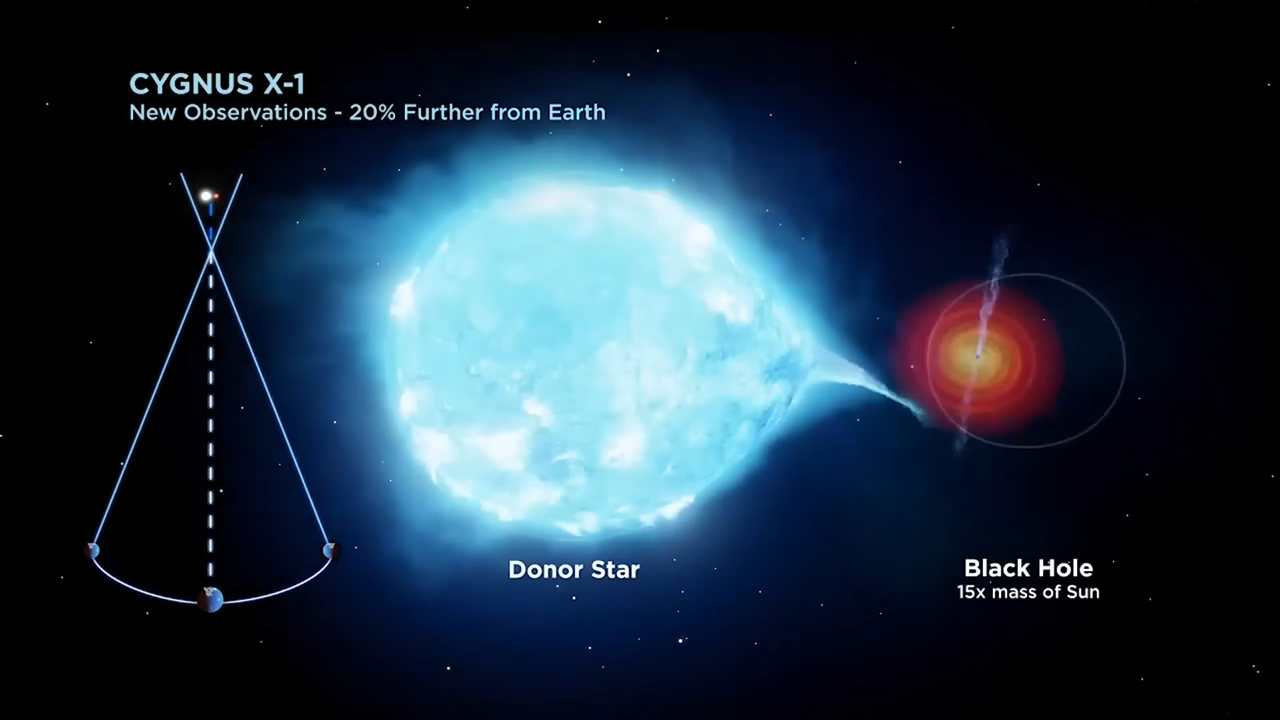 CYGNUS X-1
New Observations - 20% Further from Earth
Donor Star
Black Hole
15x mass of Sun